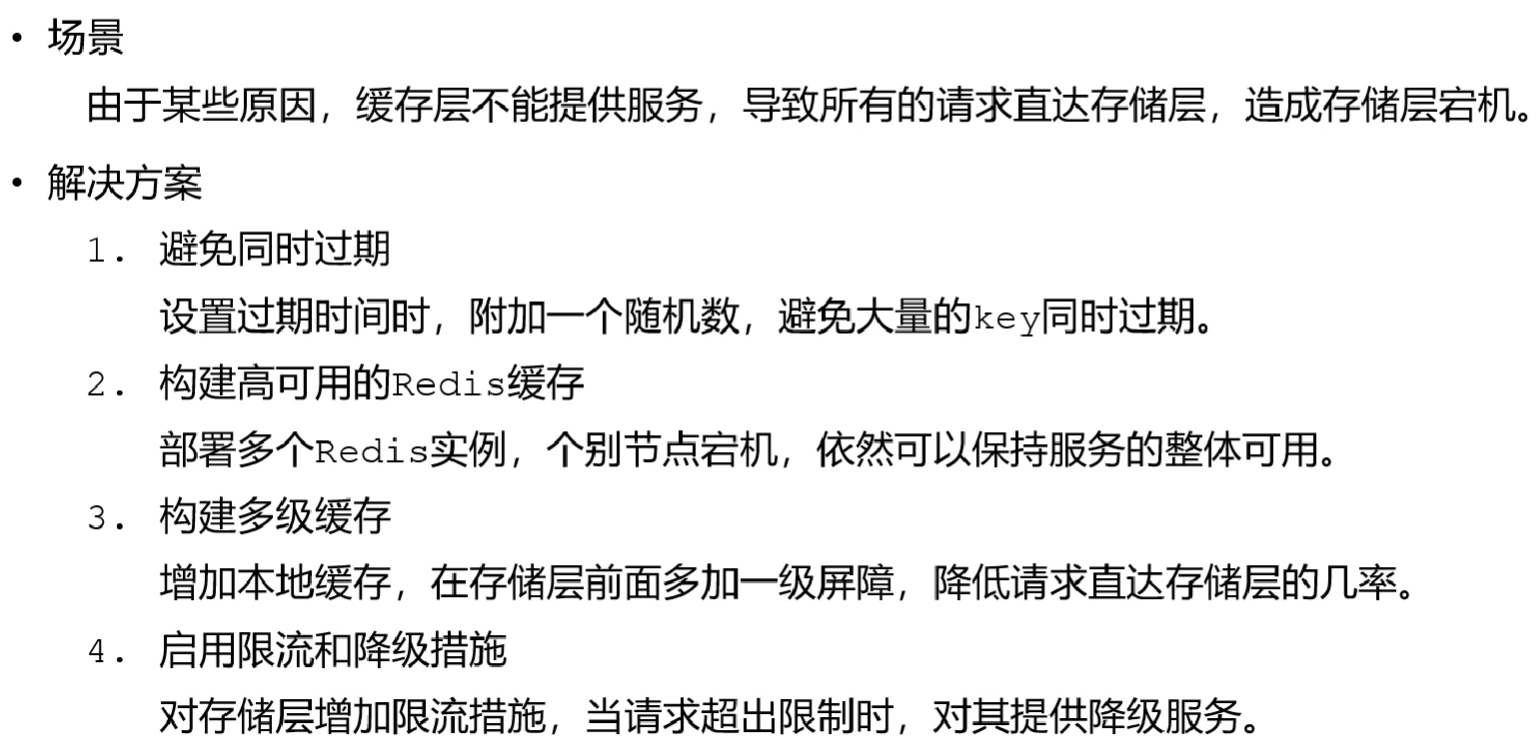 • 场景
由于某些原因，缓存层不能提供服务，导致所有的请求直达存储层，造成存储层宕机。
• 解决方案
1. 避免同时过期
设置过期时间时，附加一个随机数，避免大量的key同时过期。
2. 构建高可用的Redis缓存
部署多个Redis实例，个别节点宕机，依然可以保持服务的整体可用。
3. 构建多级缓存
增加本地缓存，在存储层前面多加一级屏障，降低请求直达存储层的几率。
4. 启用限流和降级措施
对存储层增加限流措施，当请求超出限制时，对其提供降级服务。